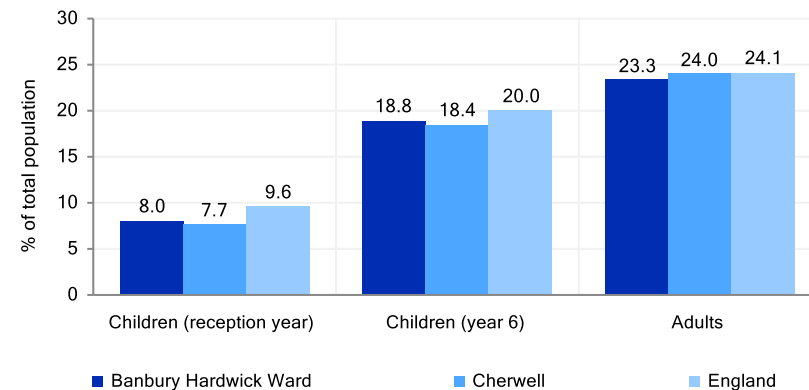 % of total population
30
25
20
15
10
5
0
8.0
7.7
9.6
18.8
18.4
20.0
23.3
24.0
24.1
Children (reception year)
Children (year 6)
Adults
Banbury Hardwick Ward
Cherwell
England